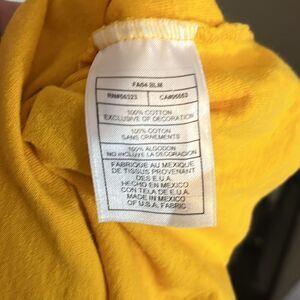 FA04 BLM
RN#56323 CA#05553
100% COTTON
EXCLUSIVE OF DECORATION
100% COTON
SANS ORNEMENTS
100% ALGODON
NO INCLUYE LA DECORACION
FABRIQUE AU MEXIQUE
DE TISSUS PROVENANT
DES E.U.A.
HECHO EN MEXICO
CON TELA DE E.U.A.
MADE IN MEXICO
OF U.S.A. FABRIC